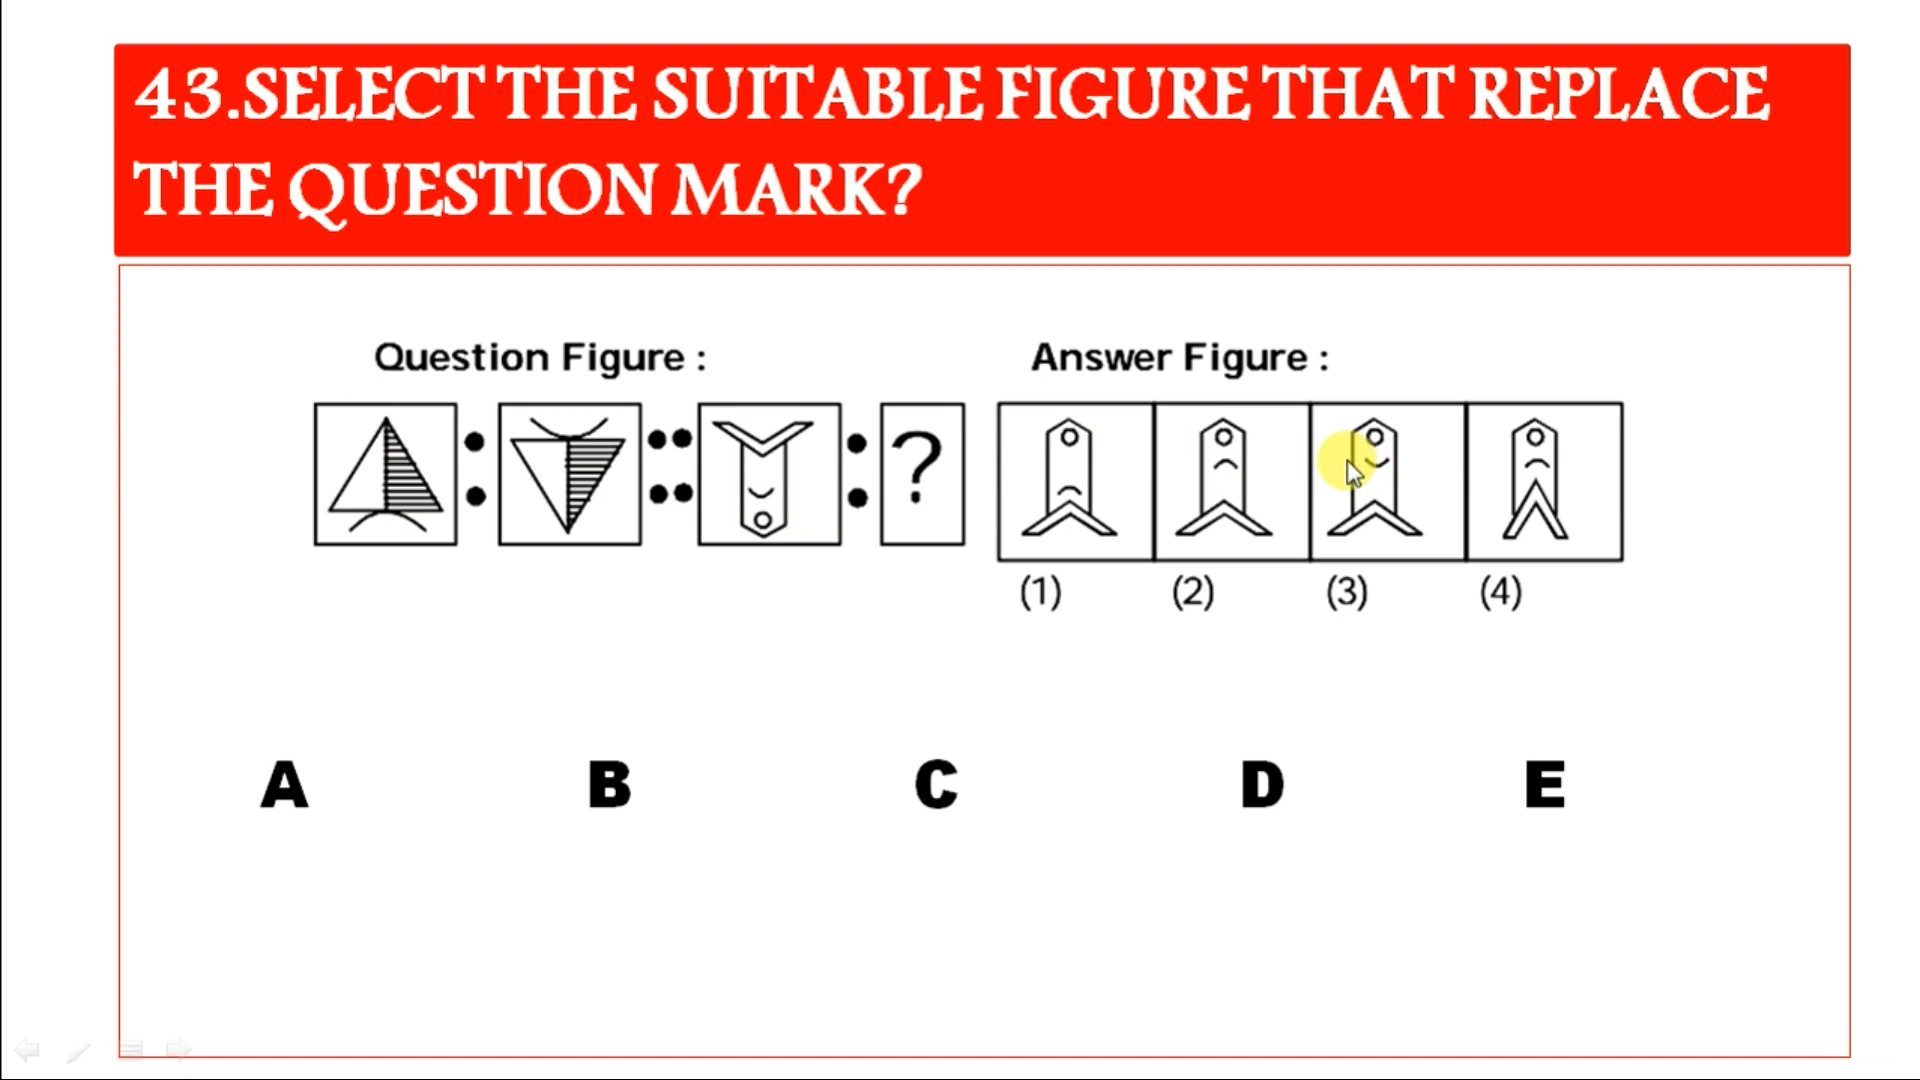 43.SELECT THE SUITABLE FIGURE THAT REPLACE
THE QUESTION MARK?
Question Figure :
Answer Figure :
?
(1) (2) (3) (4)
A B C D E